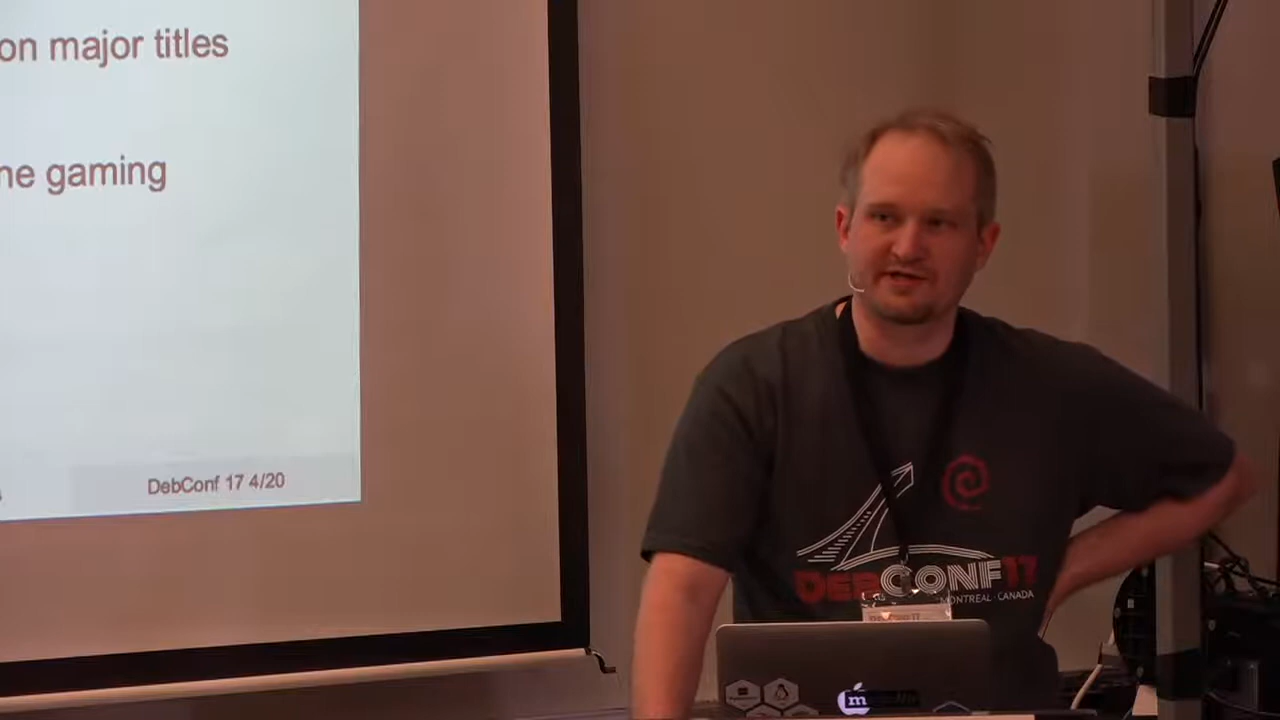 on major titles
ne gaming
DebConf 17 4/20
DEBCONF17
MONTREAL · CANADA
m